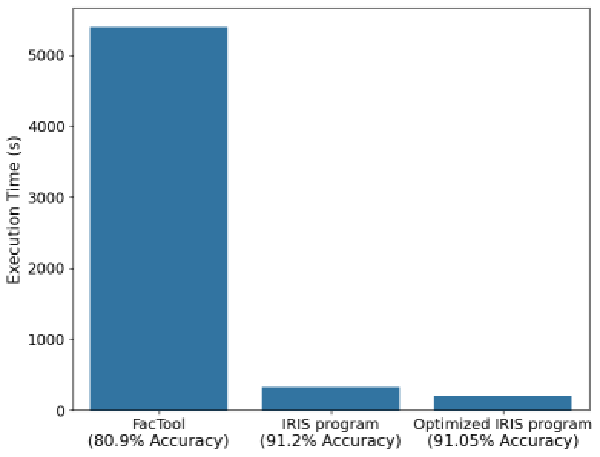 Execution Time (s)
5000
4000
3000
2000
1000
0
FacTool
(80.9% Accuracy)
IRIS program
(91.2% Accuracy)
Optimized IRIS program
(91.05% Accuracy)